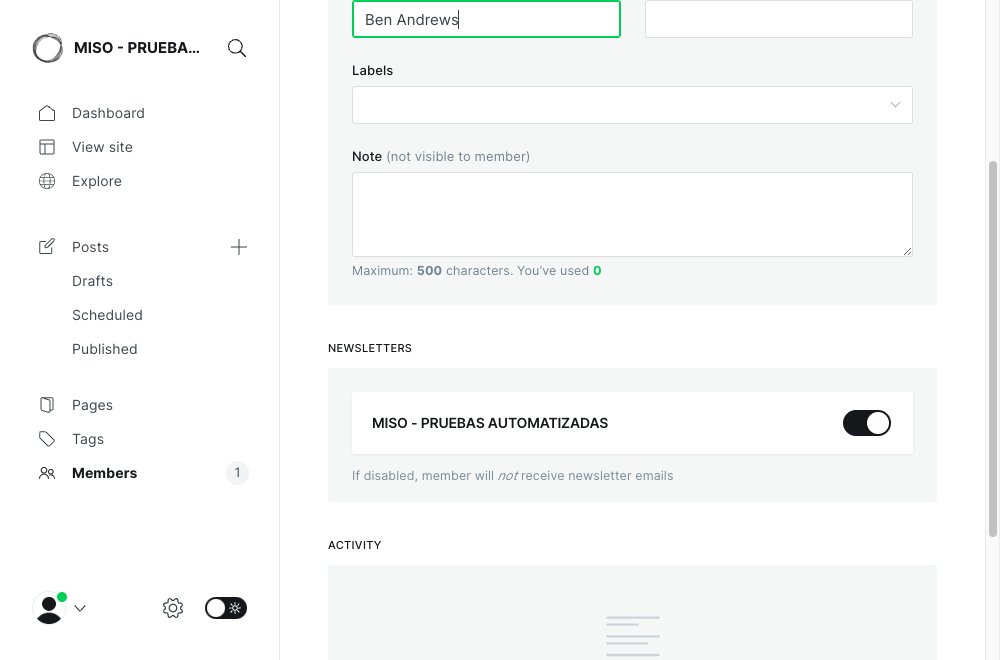 MISO - PRUEBA...
Dashboard
View site
Explore
Posts
Drafts
Scheduled
Published
Pages
Tags
Members 1
Ben Andrews
Labels
Note (not visible to member)
Maximum: 500 characters. You've used 0
NEWSLETTERS
MISO - PRUEBAS AUTOMATIZADAS
If disabled, member will not receive newsletter emails
ACTIVITY